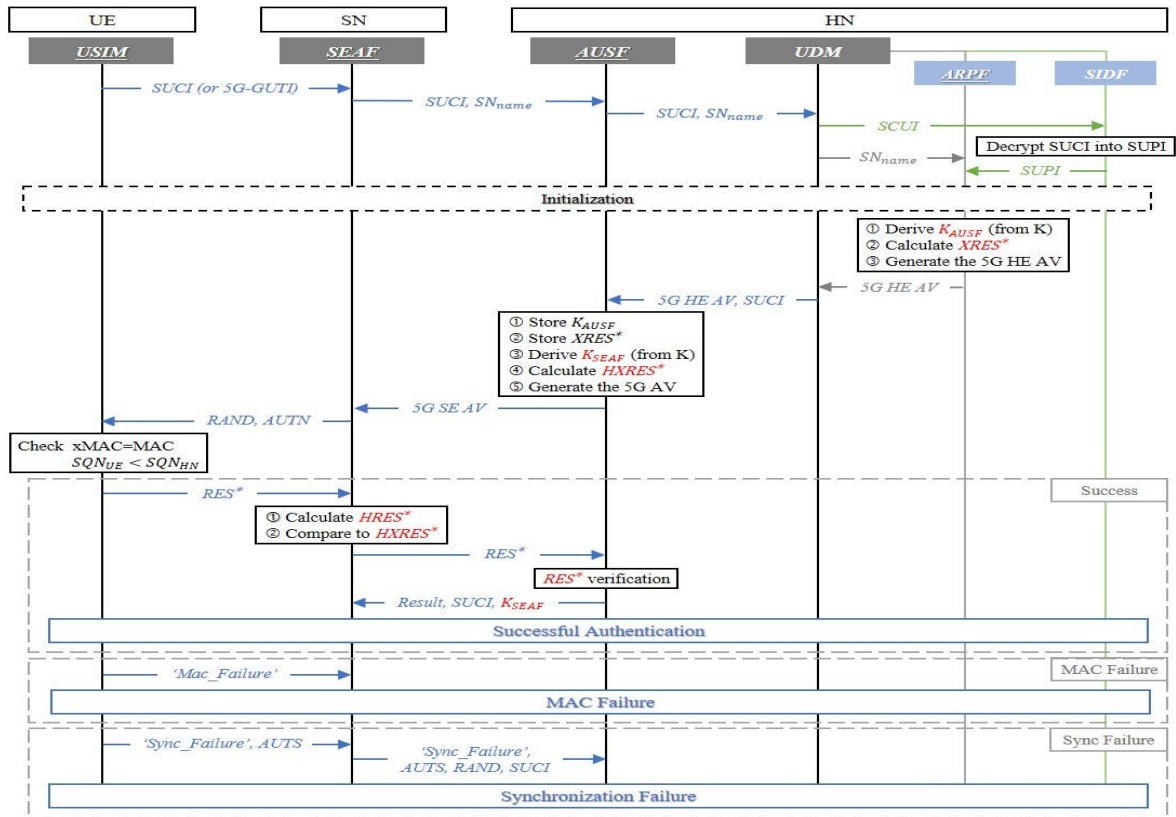 UE SN HN
USIM SEAF AUSF UDM
ARPF SIDF
SUCI (or 5G-GUTI)
SUCI, SNname
SUCI, SNname
SCUI
Decrypt SUCI into SUPI
SNname
SUPI
Initialization
① Derive KAUSF (from K)
② Calculate XRES*
③ Generate the 5G HE AV
5G HE AV
5G HE AV, SUCI
① Store KAUSF
② Store XRES*
③ Derive KSEAF (from K)
④ Calculate HXRES*
⑤ Generate the 5G AV
5G SE AV
RAND, AUTN
Check xMAC=MAC
SQNUE < SQNHN
RES*
Success
① Calculate HRES*
② Compare to HXRES*
RES*
RES* verification
Result, SUCI, KSEAF
Successful Authentication
‘Mac_Failure’
MAC Failure
MAC Failure
‘Sync_Failure’, AUTS
Sync Failure
‘Sync_Failure’,
AUTS, RAND, SUCI
Synchronization Failure